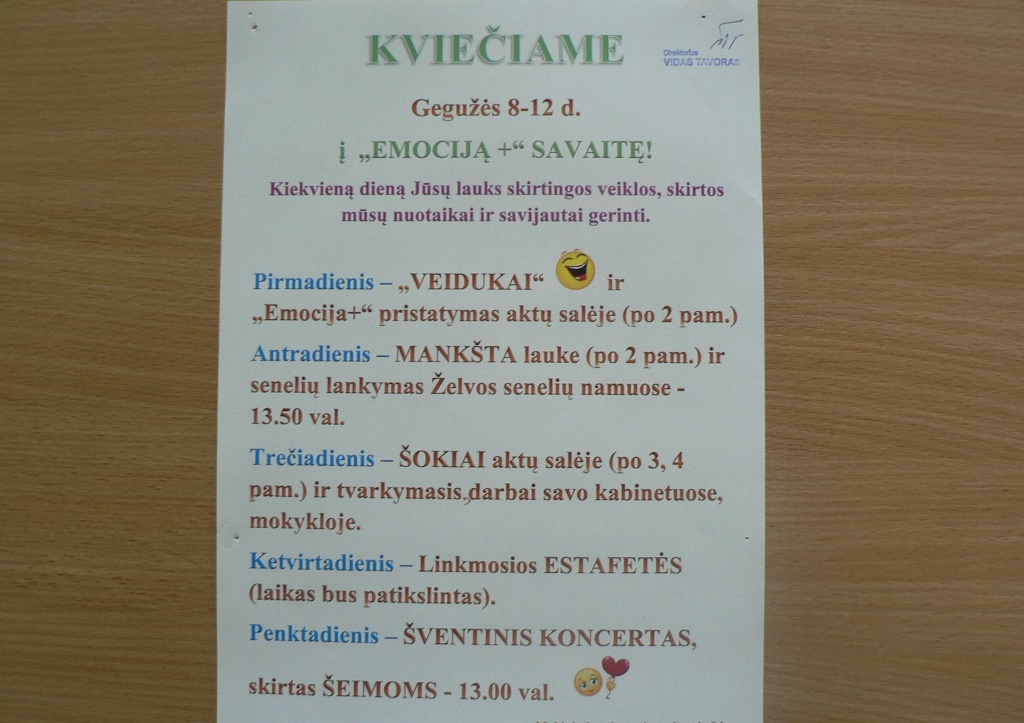 KVIEČIAME
Direktorius
VIDAS TAVORAS
Gegužės 8-12 d.
į „EMOCIJĄ +“ SAVAITĘ!
Kiekvieną dieną Jūsų lauks skirtingos veiklos, skirtos
mūsų nuotaikai ir savijautai gerinti.
Pirmadienis – „VEIDUKAI“ ir
„Emocija+“ pristatymas aktų salėje (po 2 pam.)
Antradienis – MANKŠTA lauke (po 2 pam.) ir
senelių lankymas Želvos senelių namuose -
13.50 val.
Trečiadienis – ŠOKIAI aktų salėje (po 3, 4
pam.) ir tvarkymasis,darbai savo kabinetuose,
mokykloje.
Ketvirtadienis – Linkmosios ESTAFETĖS
(laikas bus patikslintas).
Penktadienis – ŠVENTINIS KONCERTAS,
skirtas ŠEIMOMS - 13.00 val.